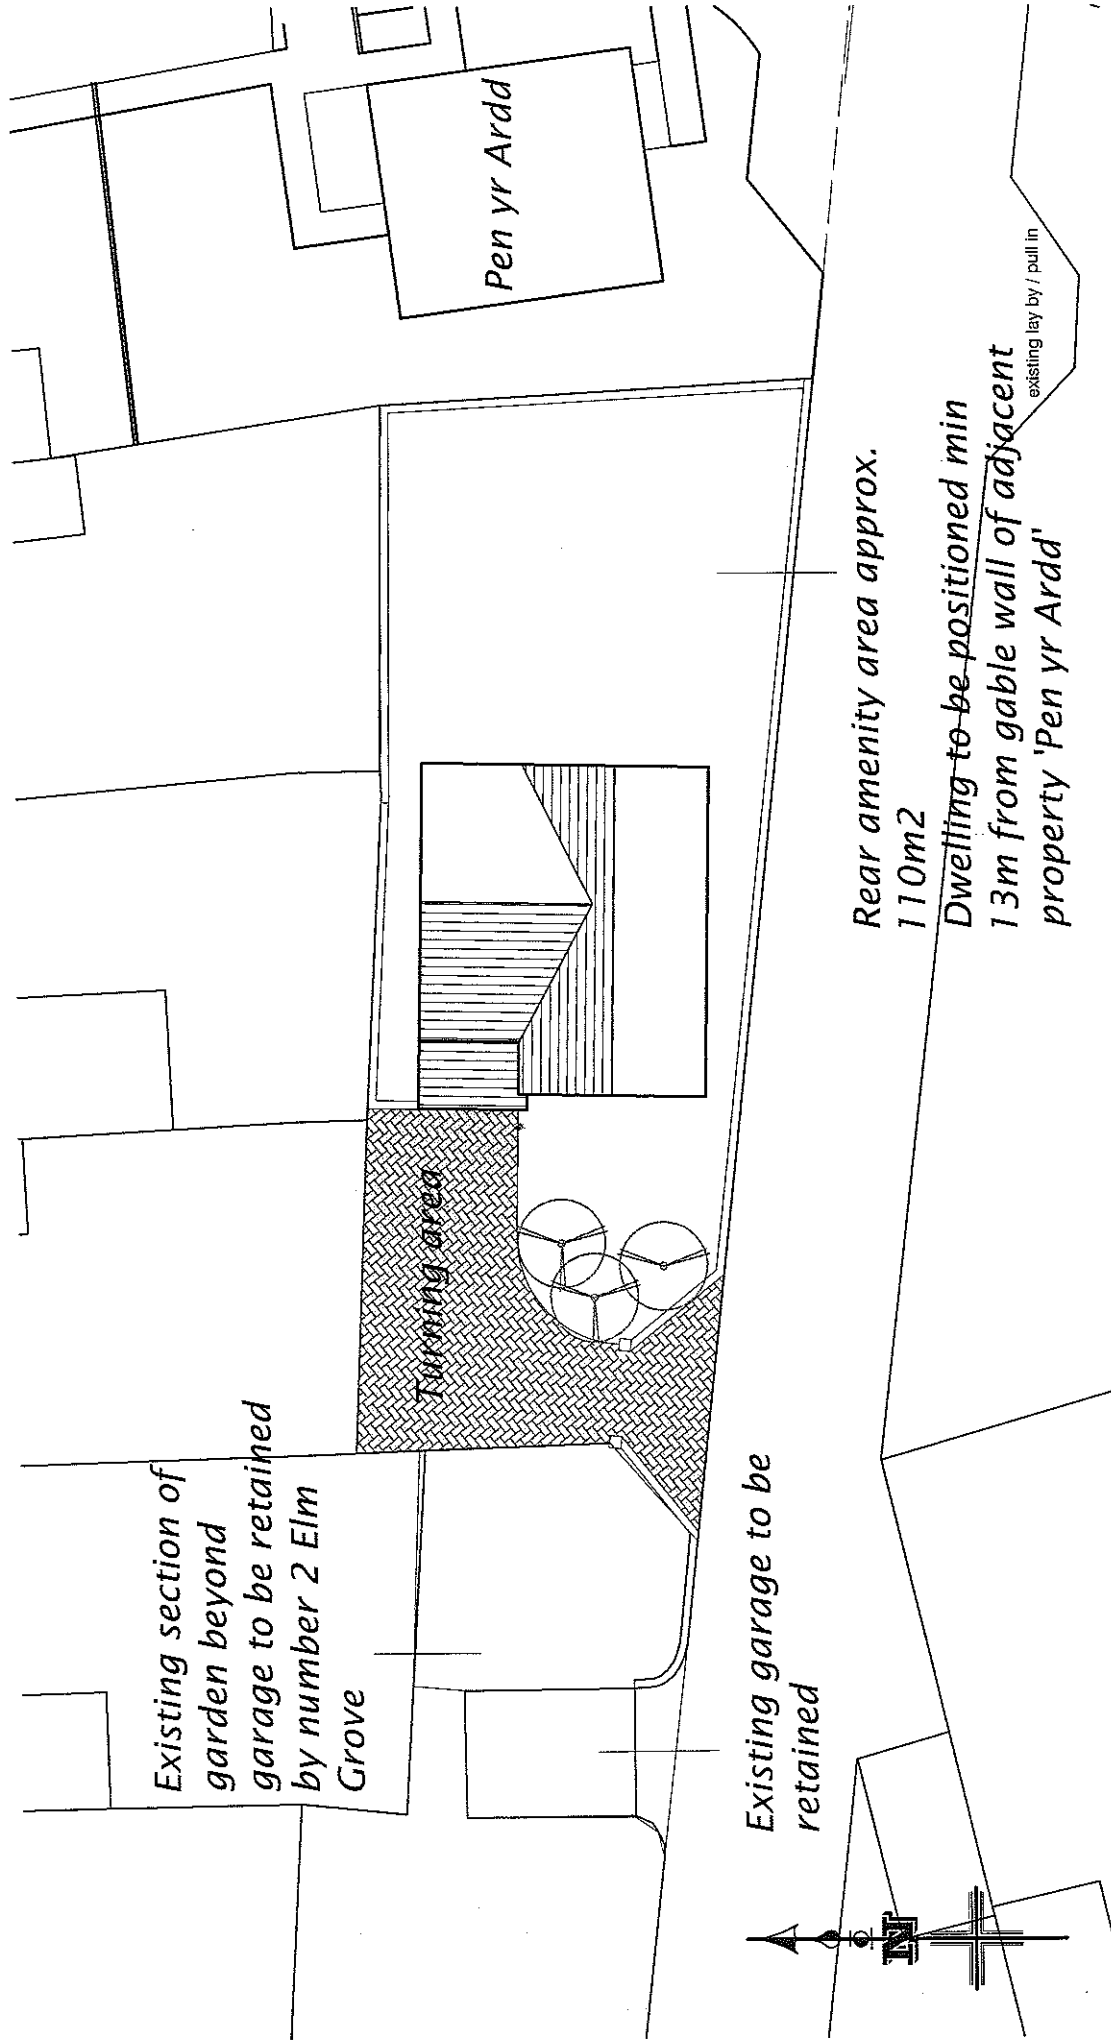 Existing section of
garden beyond
garage to be retained
by number 2 Elm
Grove
Turning area
Pen yr Ardd
Existing garage to be
retained
Rear amenity area approx.
110m2
Dwelling to be positioned min
13m from gable wall of adjacent
property 'Pen yr Ardd'
existing lay by / pull in
N